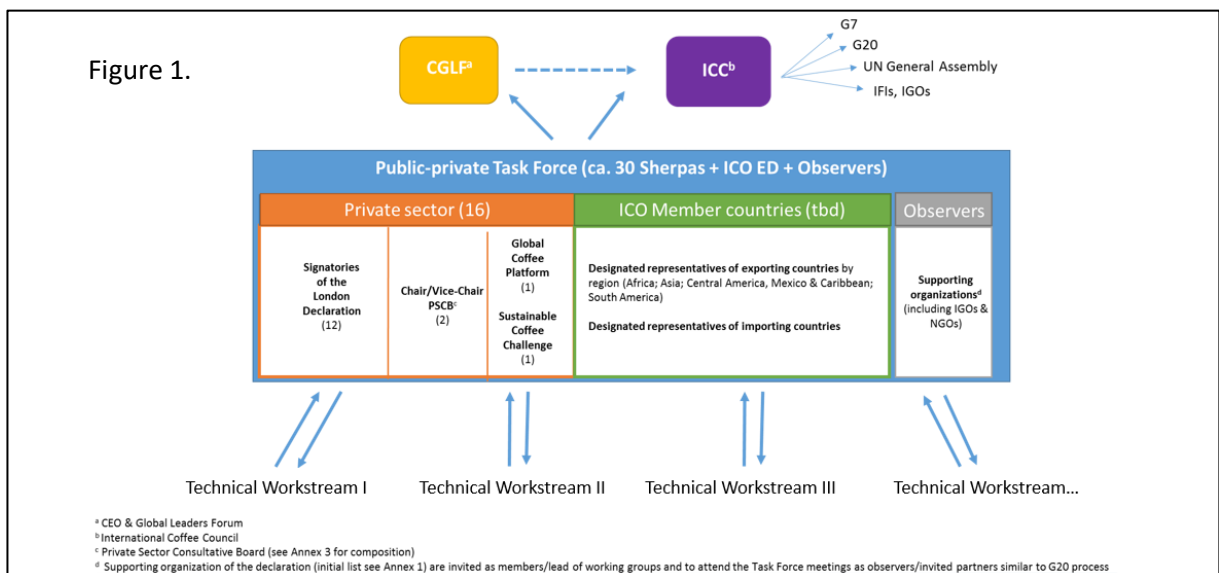 Figure 1.
CGLFᵃ
ICCᵇ
G7
G20
UN General Assembly
IFIs, IGOs
Public-private Task Force (ca. 30 Sherpas + ICO ED + Observers)
Private sector (16)
ICO Member countries (tbd)
Observers
Signatories
of the
London
Declaration
(12)
Chair/Vice-Chair
PSCBᶜ
(2)
Global
Coffee
Platform
(1)
Sustainable
Coffee
Challenge
(1)
Designated representatives of exporting countries by
region (Africa; Asia; Central America, Mexico & Caribbean;
South America)
Designated representatives of importing countries
Supporting
organizationsᵈ
(including IGOs &
NGOs)
Technical Workstream I
Technical Workstream II
Technical Workstream III
Technical Workstream...
ᵃ CEO & Global Leaders Forum
ᵇ International Coffee Council
ᶜ Private Sector Consultative Board (see Annex 3 for composition)
ᵈ Supporting organization of the declaration (initial list see Annex 1) are invited as members/lead of working groups and to attend the Task Force meetings as observers/invited partners similar to G20 process